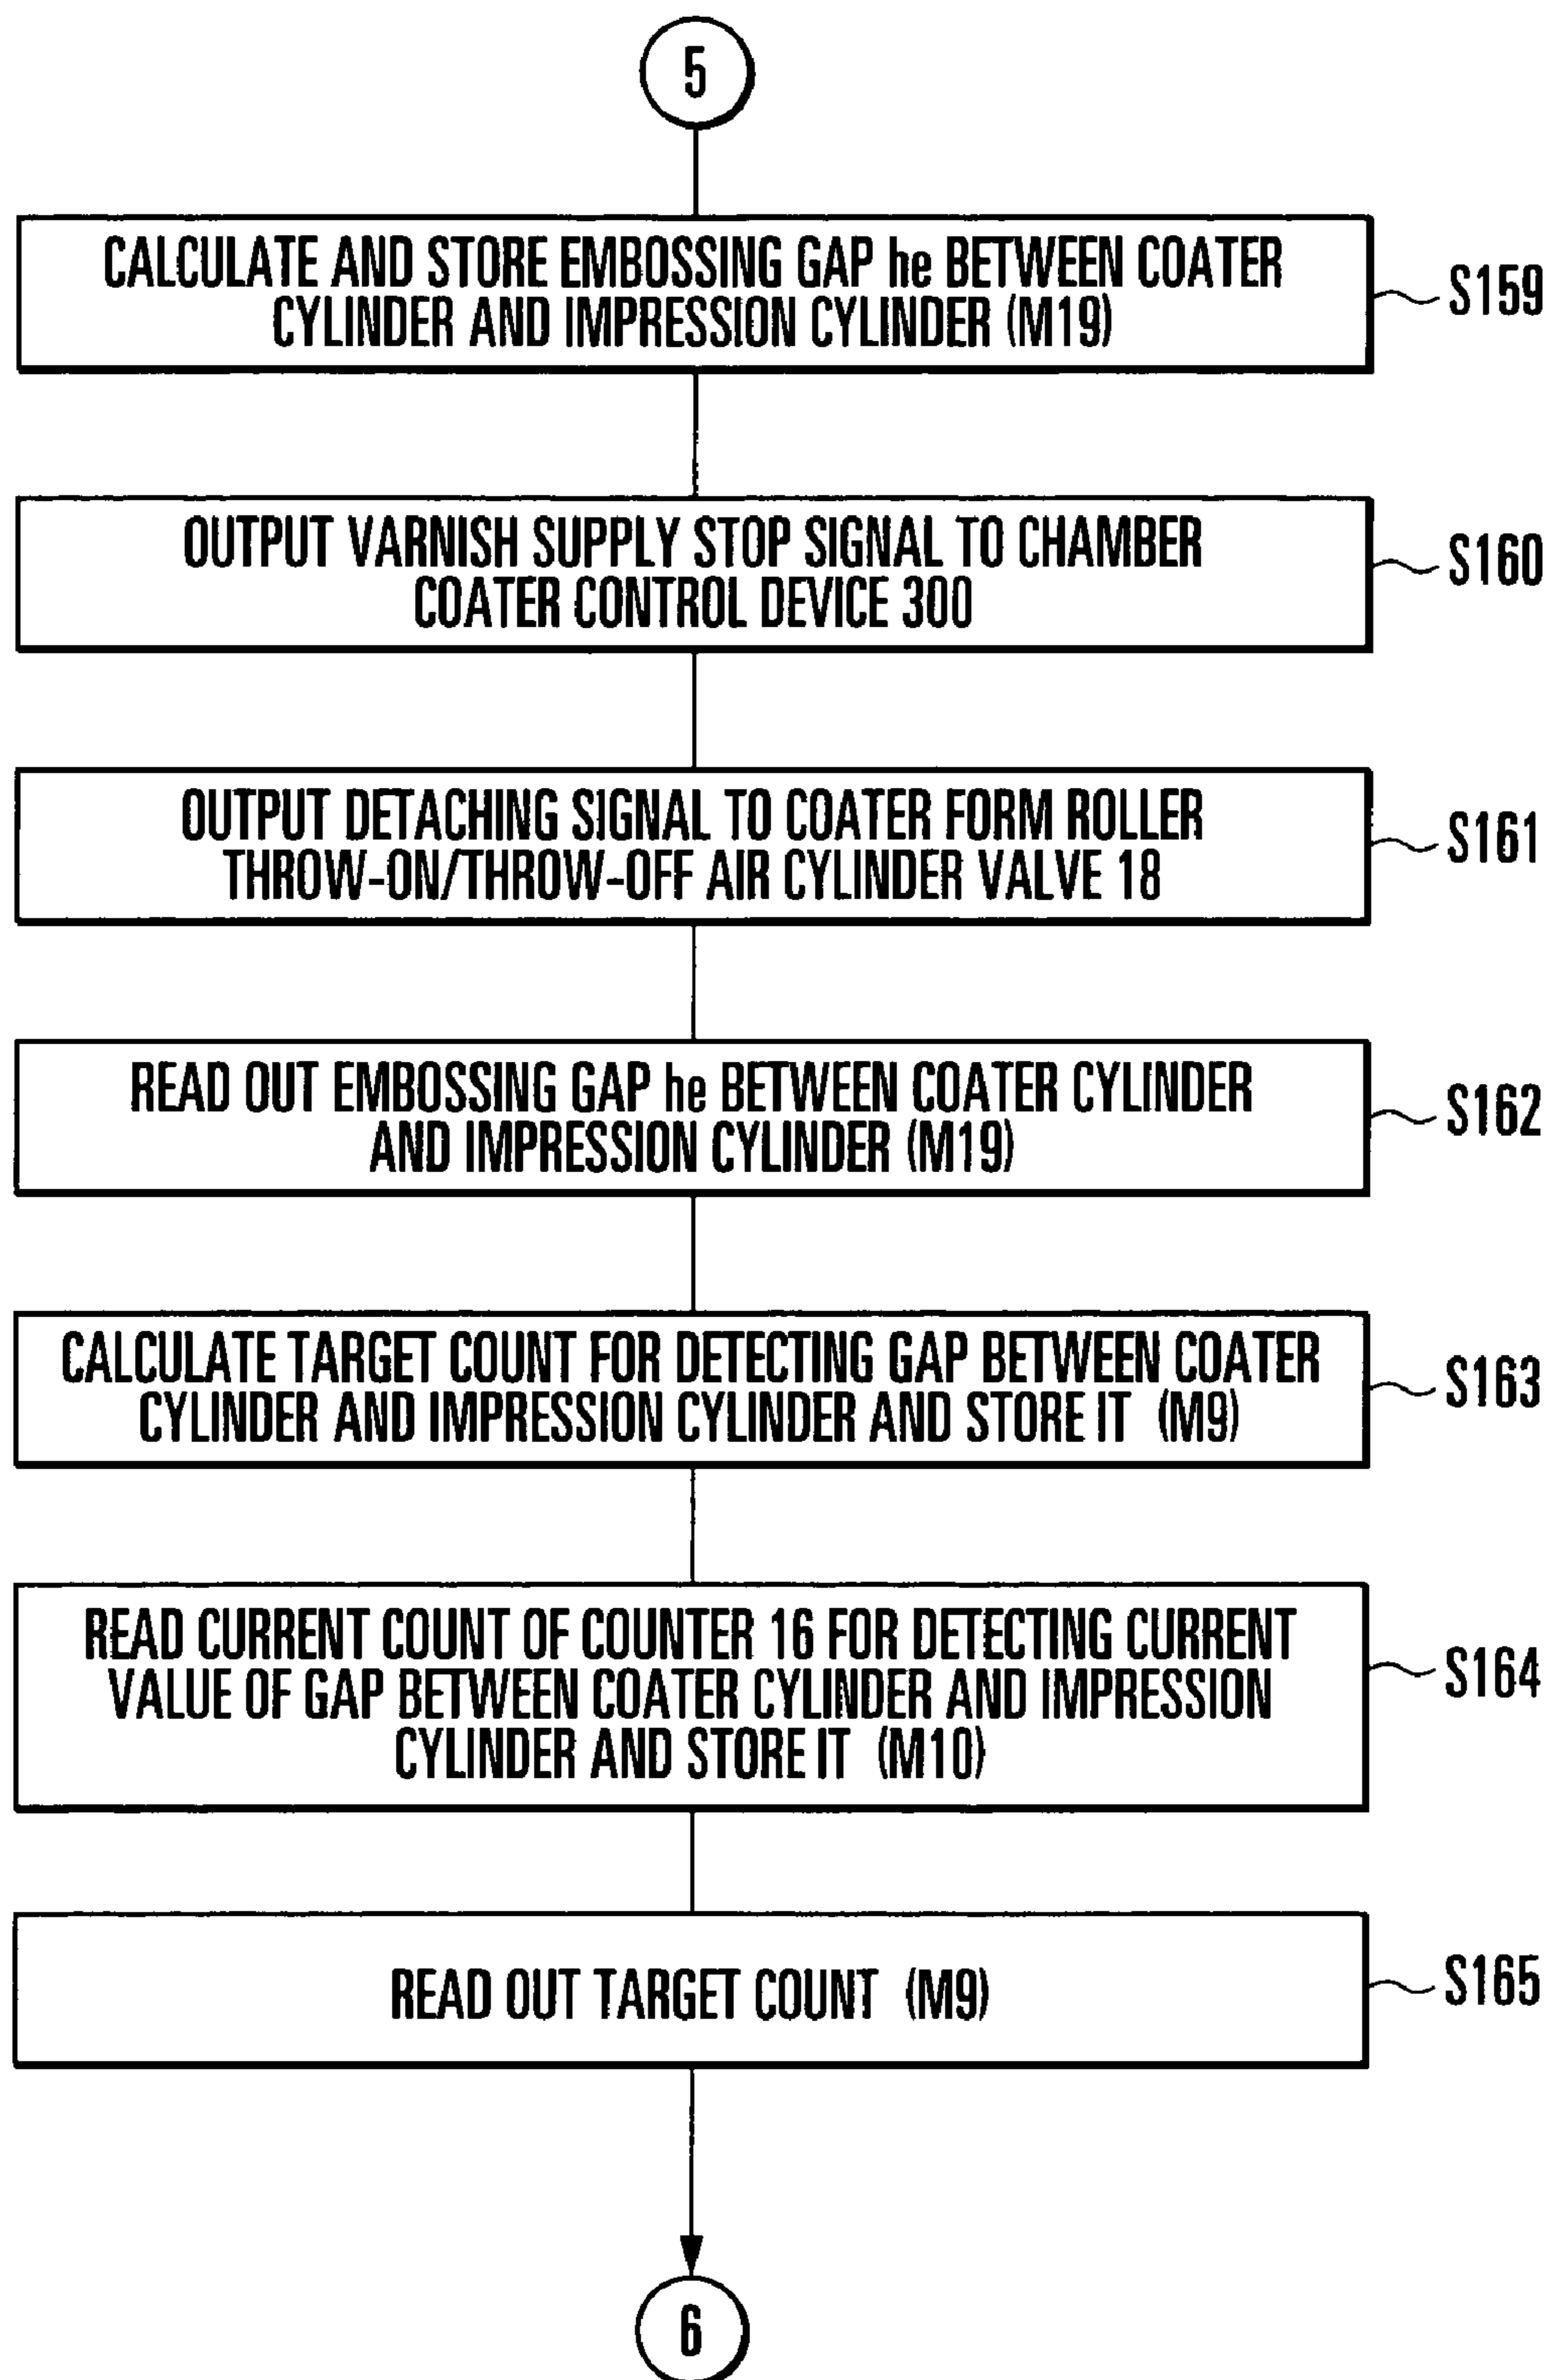 5
CALCULATE AND STORE EMBOSSING GAP he BETWEEN COATER
CYLINDER AND IMPRESSION CYLINDER (M19)
S159
OUTPUT VARNISH SUPPLY STOP SIGNAL TO CHAMBER
COATER CONTROL DEVICE 300
S160
OUTPUT DETACHING SIGNAL TO COATER FORM ROLLER
THROW-ON/THROW-OFF AIR CYLINDER VALVE 18
S161
READ OUT EMBOSSING GAP he BETWEEN COATER CYLINDER
AND IMPRESSION CYLINDER (M19)
S162
CALCULATE TARGET COUNT FOR DETECTING GAP BETWEEN COATER
CYLINDER AND IMPRESSION CYLINDER AND STORE IT (M9)
S163
READ CURRENT COUNT OF COUNTER 16 FOR DETECTING CURRENT
VALUE OF GAP BETWEEN COATER CYLINDER AND IMPRESSION
CYLINDER AND STORE IT (M10)
S164
READ OUT TARGET COUNT (M9)
S165
6